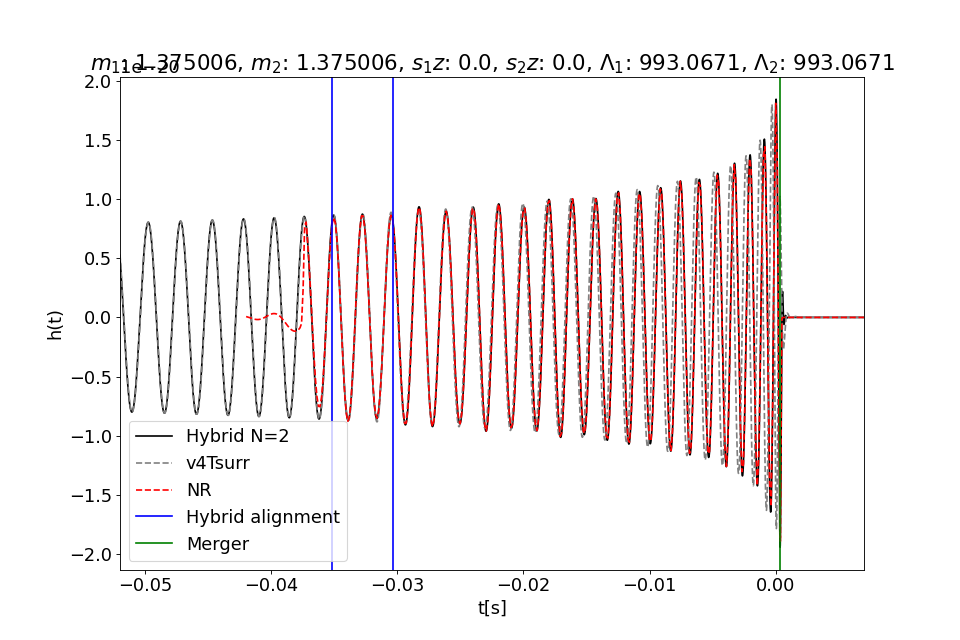 m₁: 1.375006, m₂: 1.375006, s₁z: 0.0, s₂z: 0.0, Λ₁: 993.0671, Λ₂: 993.0671
1e−20
2.0
1.5
1.0
0.5
0.0
−0.5
−1.0
−1.5
−2.0
h(t)
Hybrid N=2
v4Tsurr
NR
Hybrid alignment
Merger
−0.05 −0.04 −0.03 −0.02 −0.01 0.00
t[s]